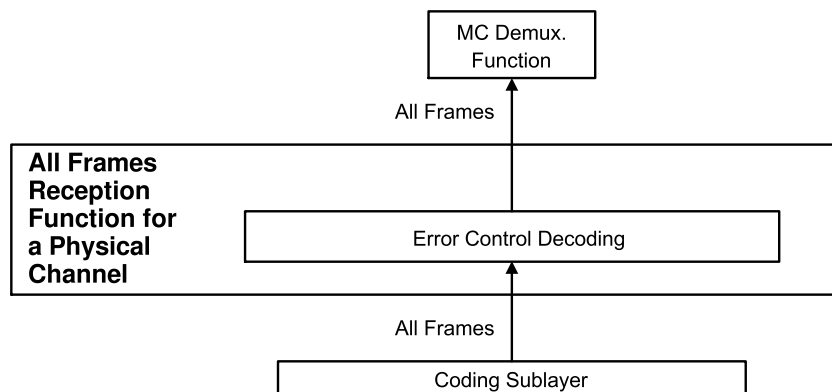 MC Demux.
Function
All Frames
All Frames
Reception
Function for
a Physical
Channel
Error Control Decoding
All Frames
Coding Sublayer